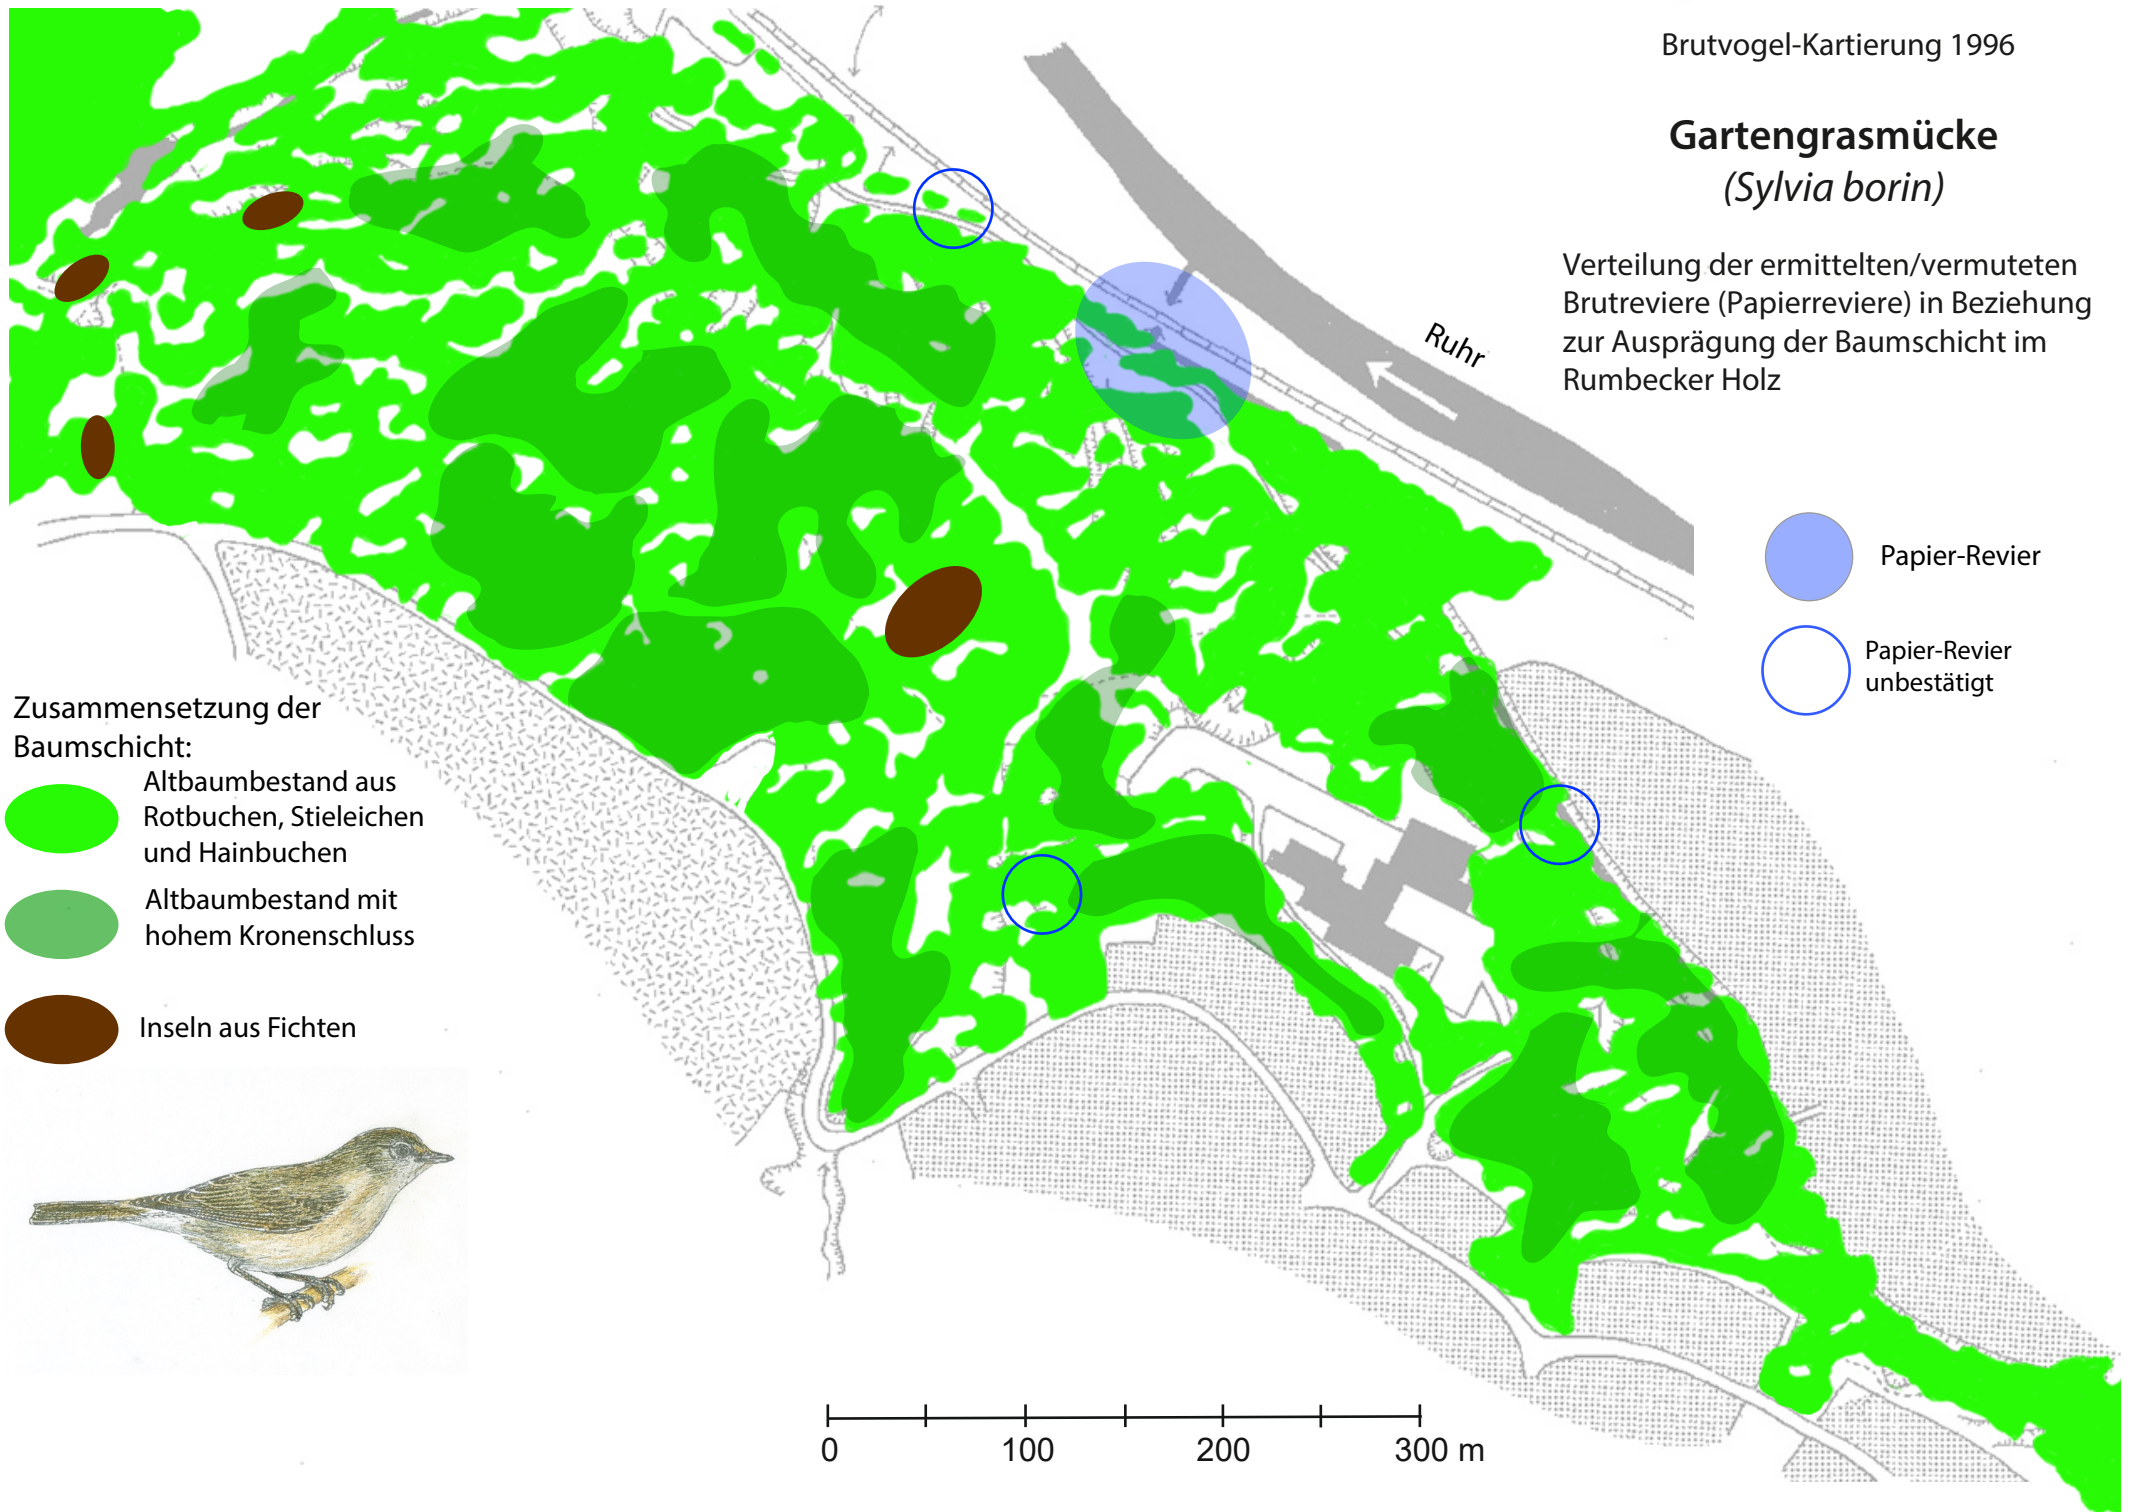 Brutvogel-Kartierung 1996
Gartengrasmücke
(Sylvia borin)
Verteilung der ermittelten/vermuteten
Brutreviere (Papierreviere) in Beziehung
zur Ausprägung der Baumschicht im
Rumbecker Holz
Ruhr
Papier-Revier
Papier-Revier
unbestätigt
Zusammensetzung der
Baumschicht:
Altbaumbestand aus
Rotbuchen, Stieleichen
und Hainbuchen
Altbaumbestand mit
hohem Kronenschluss
Inseln aus Fichten
0 100 200 300 m